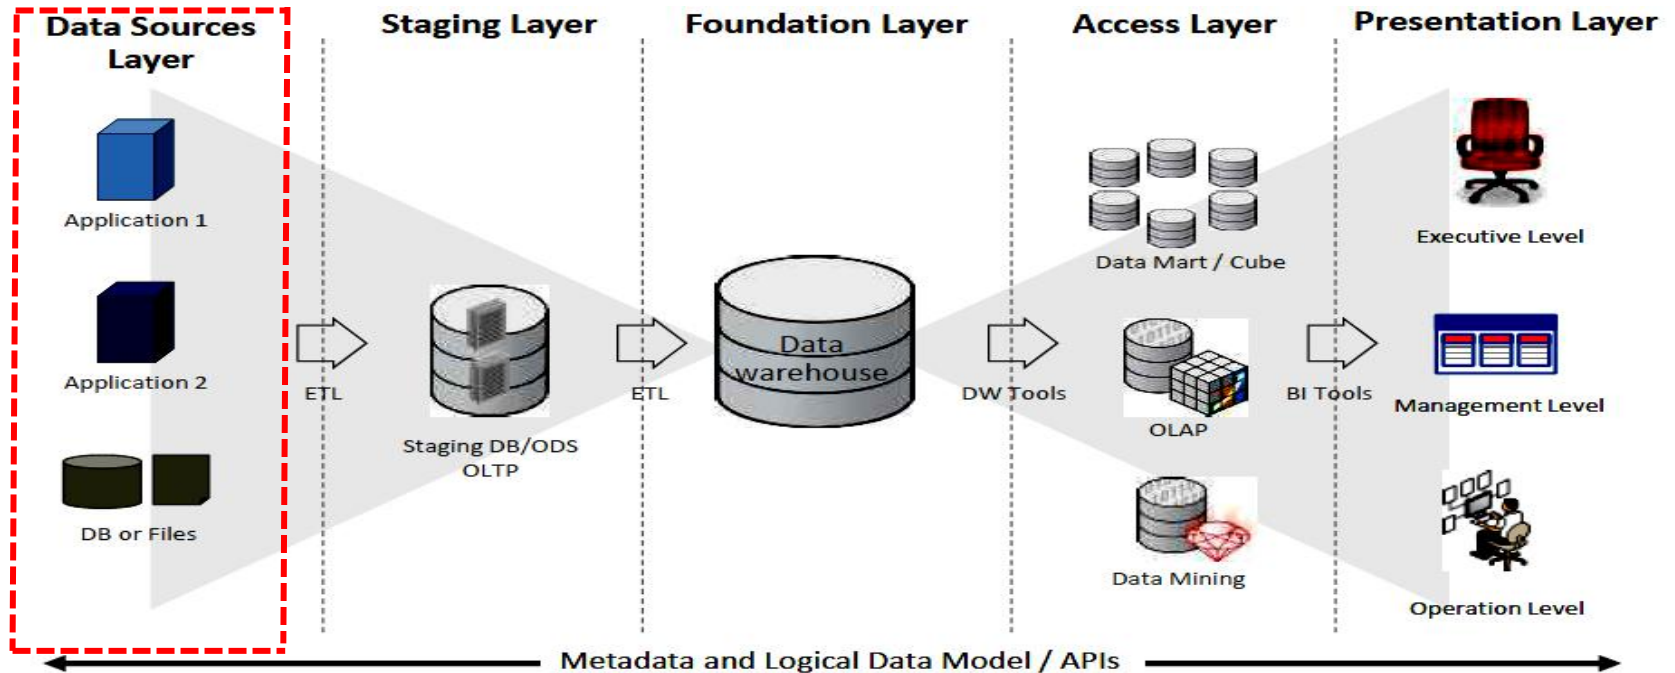 Data Sources
Layer
Staging Layer
Foundation Layer
Access Layer
Presentation Layer
Application 1
Application 2
DB or Files
ETL
Staging DB/ODS
OLTP
ETL
Data
warehouse
DW Tools
Data Mart / Cube
OLAP
Data Mining
BI Tools
Executive Level
Management Level
Operation Level
Metadata and Logical Data Model / APIs